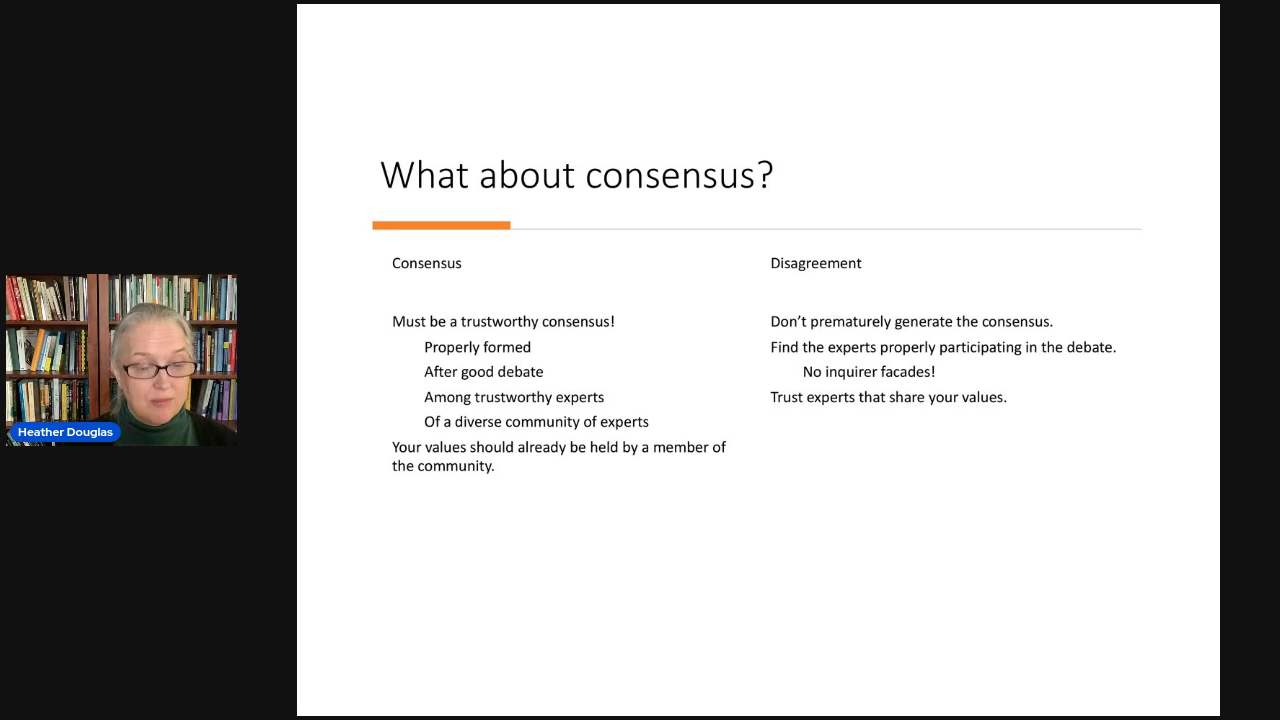 What about consensus?
Consensus
Must be a trustworthy consensus!
Properly formed
After good debate
Among trustworthy experts
Of a diverse community of experts
Your values should already be held by a member of
the community.
Disagreement
Don’t prematurely generate the consensus.
Find the experts properly participating in the debate.
No inquirer facades!
Trust experts that share your values.
Heather Douglas